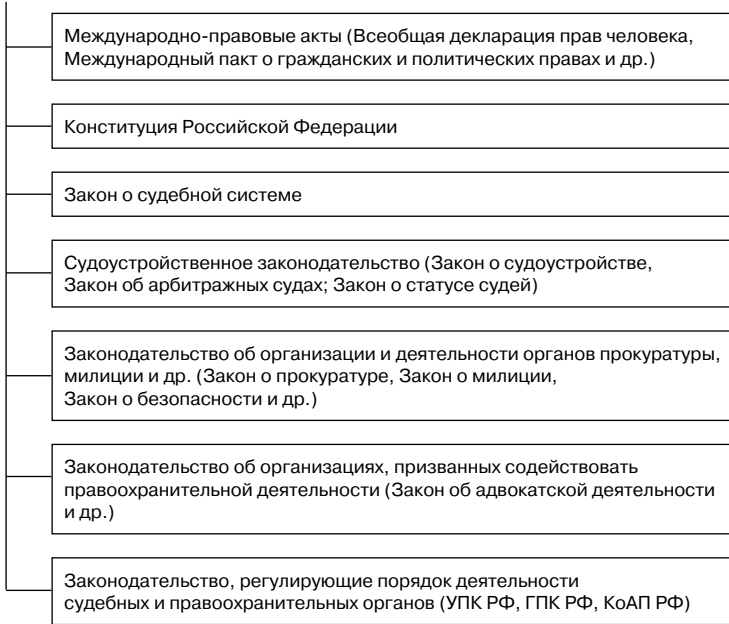 Международно-правовые акты (Всеобщая декларация прав человека,
Международный пакт о гражданских и политических правах и др.)
Конституция Российской Федерации
Закон о судебной системе
Судоустройственное законодательство (Закон о судоустройстве,
Закон об арбитражных судах; Закон о статусе судей)
Законодательство об организации и деятельности органов прокуратуры,
милиции и др. (Закон о прокуратуре, Закон о милиции,
Закон о безопасности и др.)
Законодательство об организациях, призванных содействовать
правоохранительной деятельности (Закон об адвокатской деятельности
и др.)
Законодательство, регулирующие порядок деятельности
судебных и правоохранительных органов (УПК РФ, ГПК РФ, КоАП РФ)